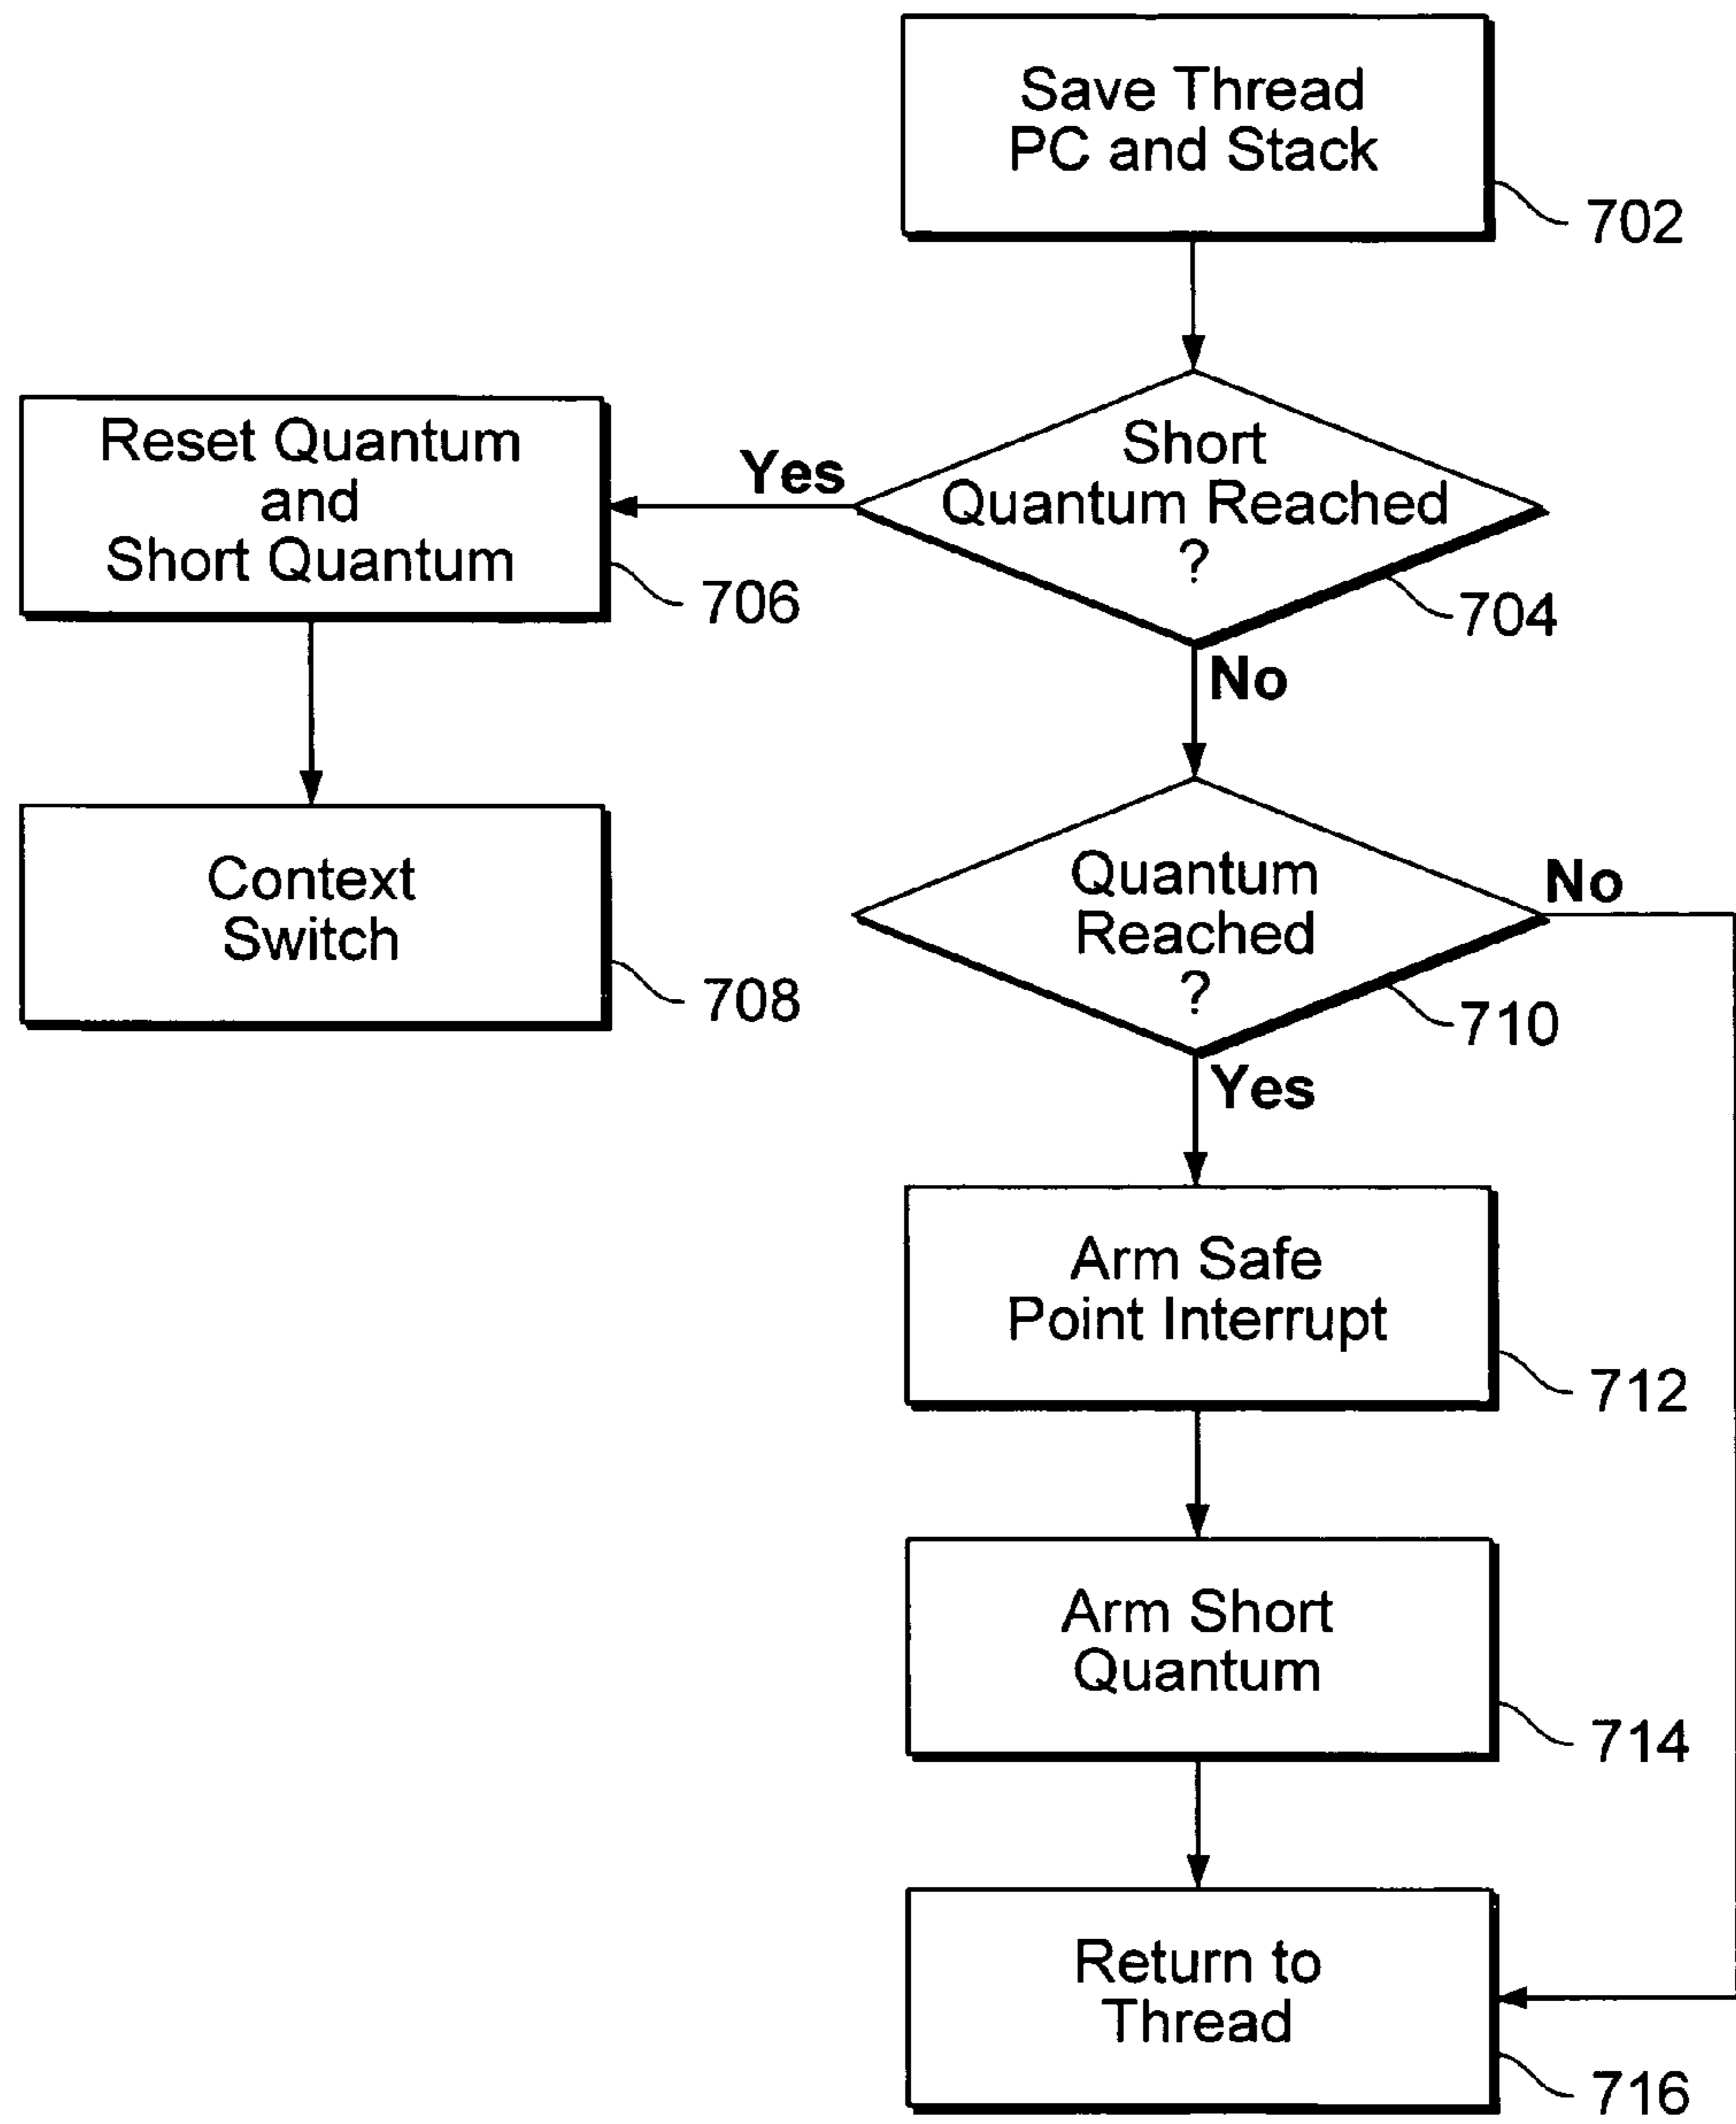 Save Thread
PC and Stack
702
Short
Quantum Reached
?
704
Yes
No
Reset Quantum
and
Short Quantum
706
Context
Switch
708
Quantum
Reached
?
710
No
Yes
Arm Safe
Point Interrupt
712
Arm Short
Quantum
714
Return to
Thread
716